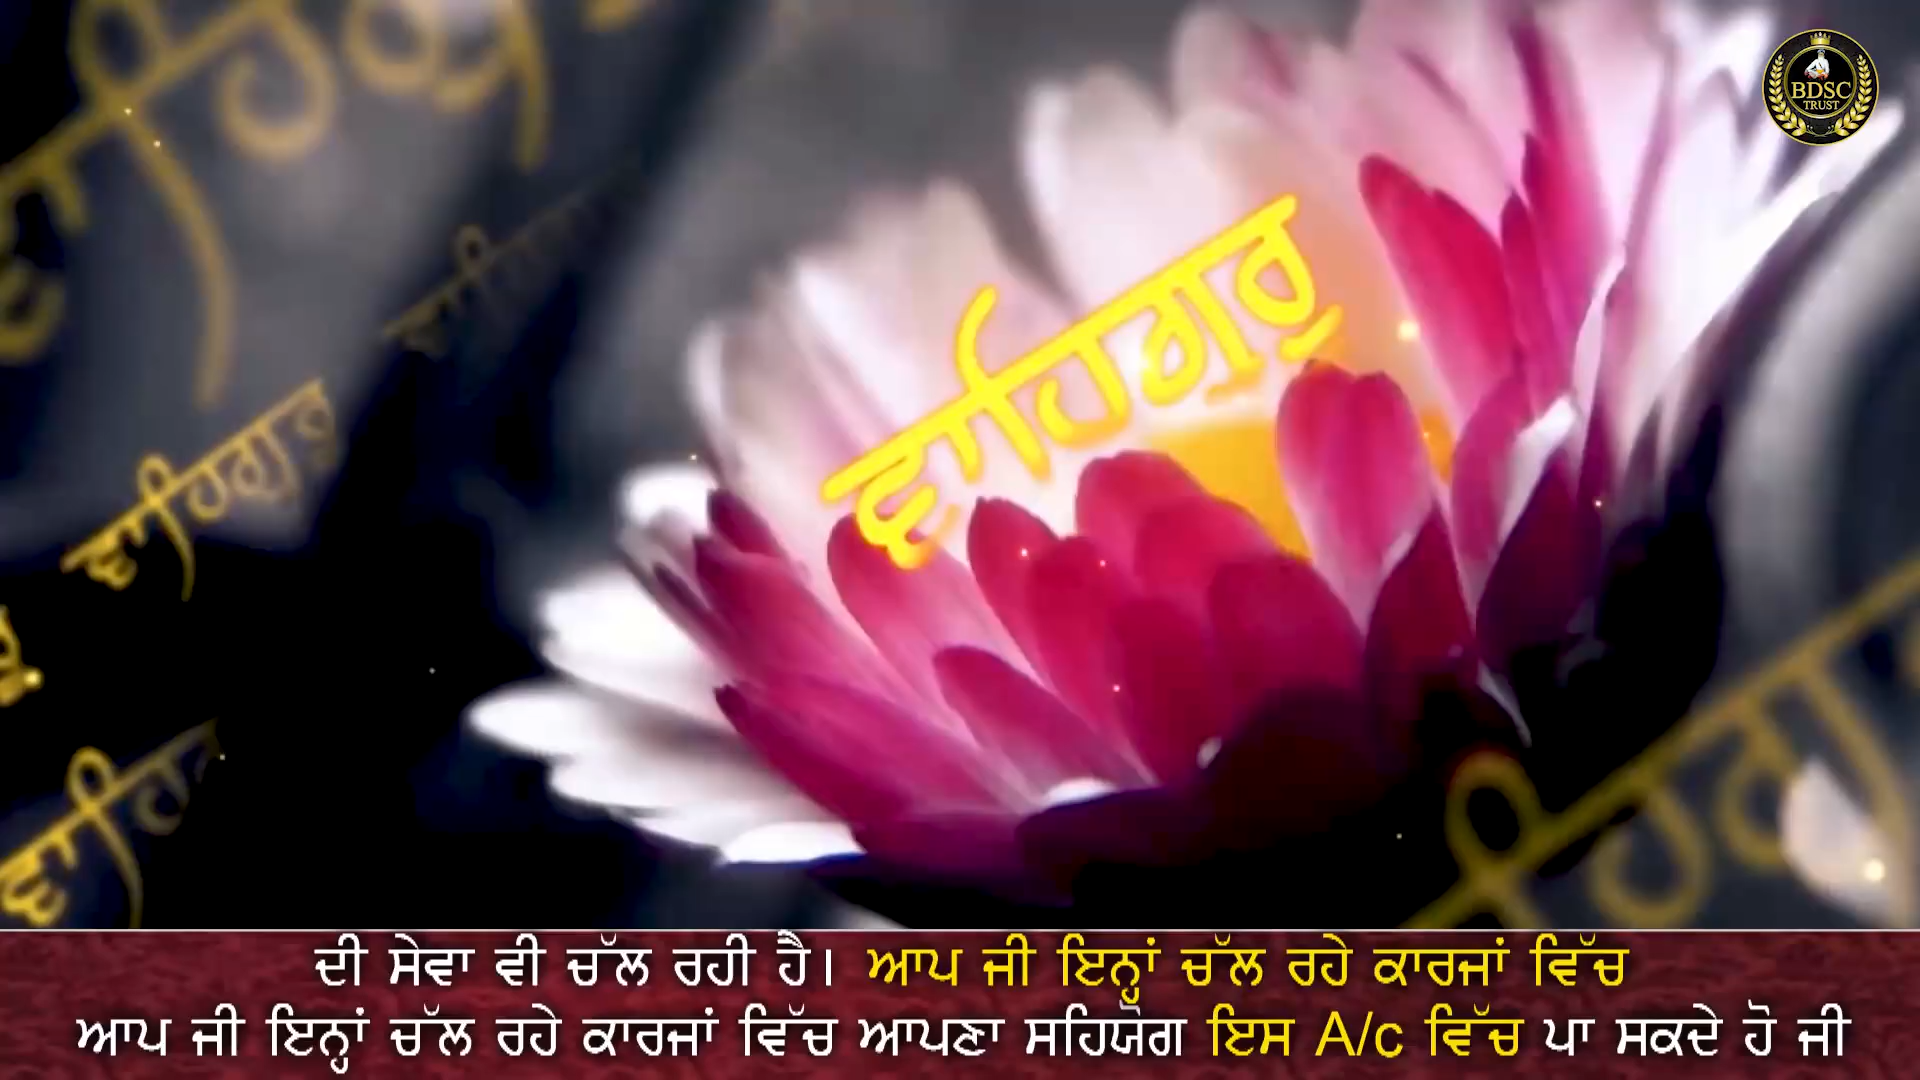 BDSC
TRUST
ਵਾਹਿਗੁਰੂ
ਵਾਹਿਗੁਰੂ
ਦੀ ਸੇਵਾ ਵੀ ਚੱਲ ਰਹੀ ਹੈ। ਆਪ ਜੀ ਇਨ੍ਹਾਂ ਚੱਲ ਰਹੇ ਕਾਰਜਾਂ ਵਿੱਚ
ਆਪ ਜੀ ਇਨ੍ਹਾਂ ਚੱਲ ਰਹੇ ਕਾਰਜਾਂ ਵਿੱਚ ਆਪਣਾ ਸਹਿਯੋਗ ਇਸ A/c ਵਿੱਚ ਪਾ ਸਕਦੇ ਹੋ ਜੀ